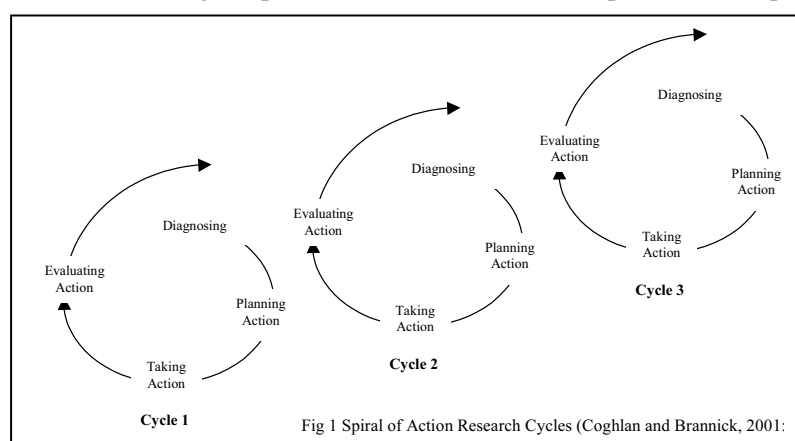 Diagnosing
Planning
Action
Taking
Action
Evaluating
Action
Cycle 1
Diagnosing
Planning
Action
Taking
Action
Evaluating
Action
Cycle 2
Diagnosing
Planning
Action
Taking
Action
Evaluating
Action
Cycle 3
Fig 1 Spiral of Action Research Cycles (Coghlan and Brannick, 2001: